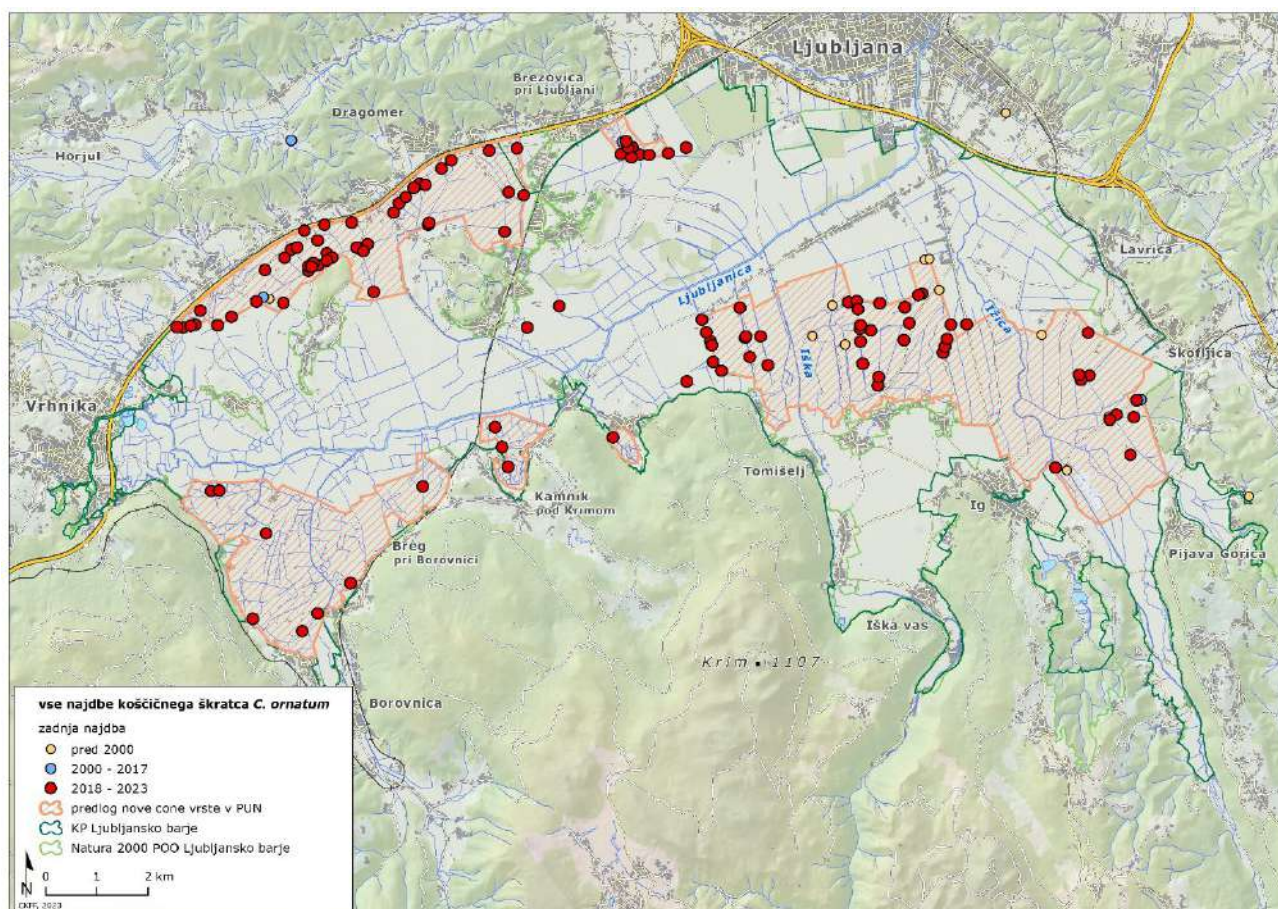 Ljubljana
Brezovica
pri Ljubljani
Dragomer
Horjul
Lavrica
Ljubljanica
Ižica
Iška
Škofljica
Vrhnika
Tomišelj
Ig
Kamnik
pod Krimom
Breg
pri Borovnici
Pijava Gorica
Iška vas
Krim • 1107
Borovnica
vse najdbe koščičnega škratca C. ornatum
zadnja najdba
pred 2000
2000 - 2017
2018 - 2023
predlog nove cone vrste v PUN
KP Ljubljansko barje
Natura 2000 POO Ljubljansko barje
0 1 2 km
N
CKFF, 2023